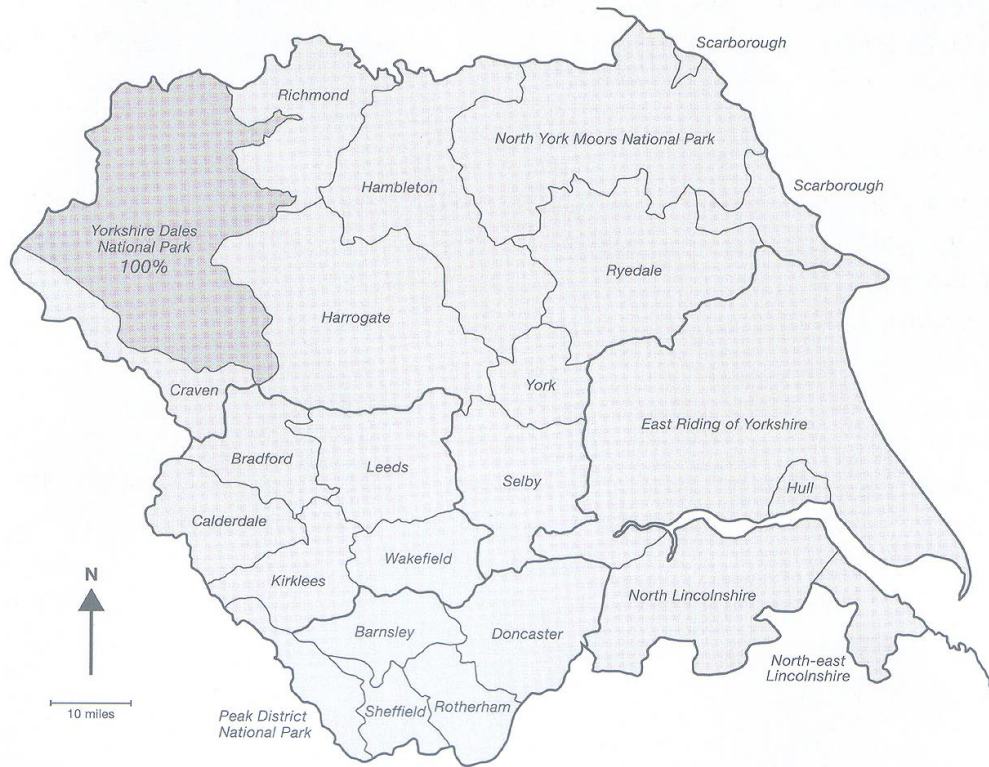 Scarborough
Richmond
North York Moors National Park
Hambleton
Scarborough
Yorkshire Dales
National Park
100%
Ryedale
Harrogate
York
Craven
East Riding of Yorkshire
Bradford
Leeds
Selby
Hull
Calderdale
Wakefield
N
Kirklees
North Lincolnshire
Barnsley
Doncaster
North-east
Lincolnshire
10 miles
Peak District
National Park
Sheffield
Rotherham